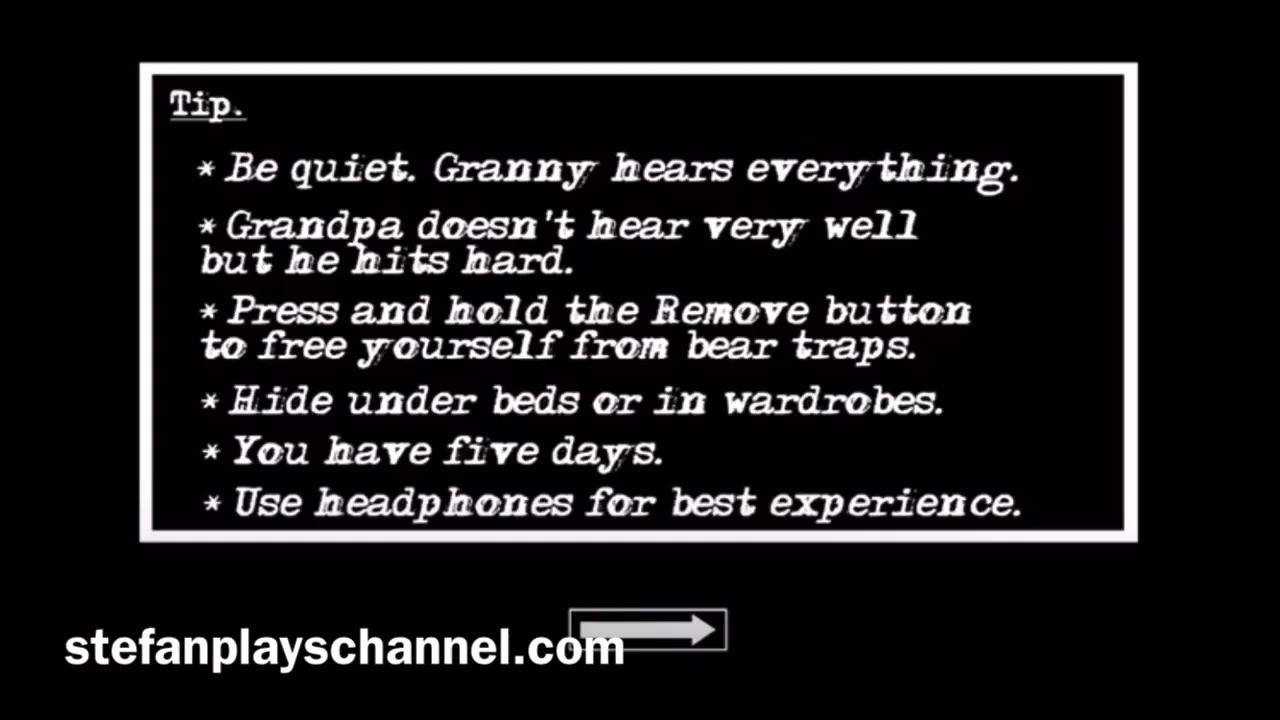 Tip.
* Be quiet. Granny hears everything.
* Grandpa doesn't hear very well
but he hits hard.
* Press and hold the Remove button
to free yourself from bear traps.
* Hide under beds or in wardrobes.
* You have five days.
* Use headphones for best experience.
stefanplayschannel.com